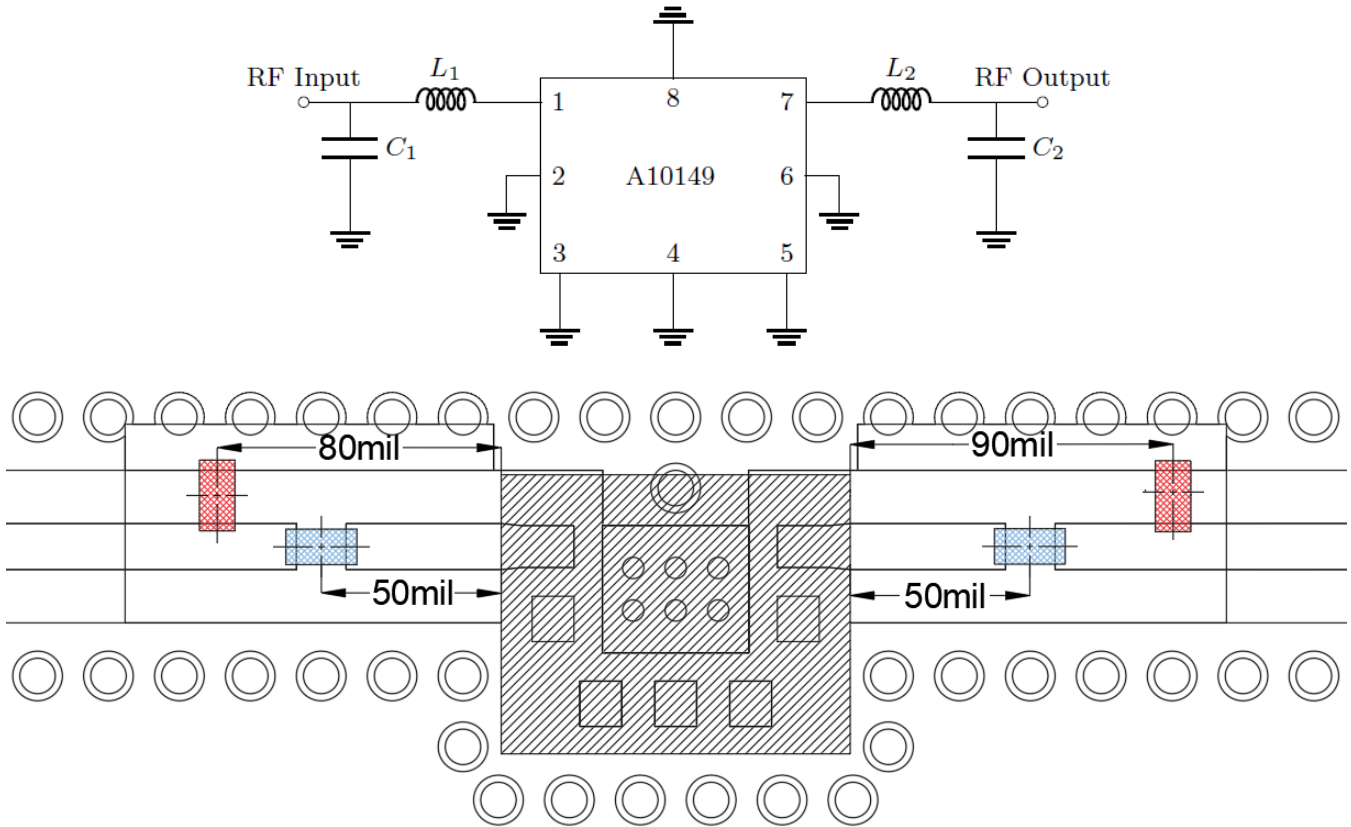 RF Input
L1
8
L2
RF Output
1
7
C1
C2
2
A10149
6
3
4
5
80mil
90mil
50mil
50mil